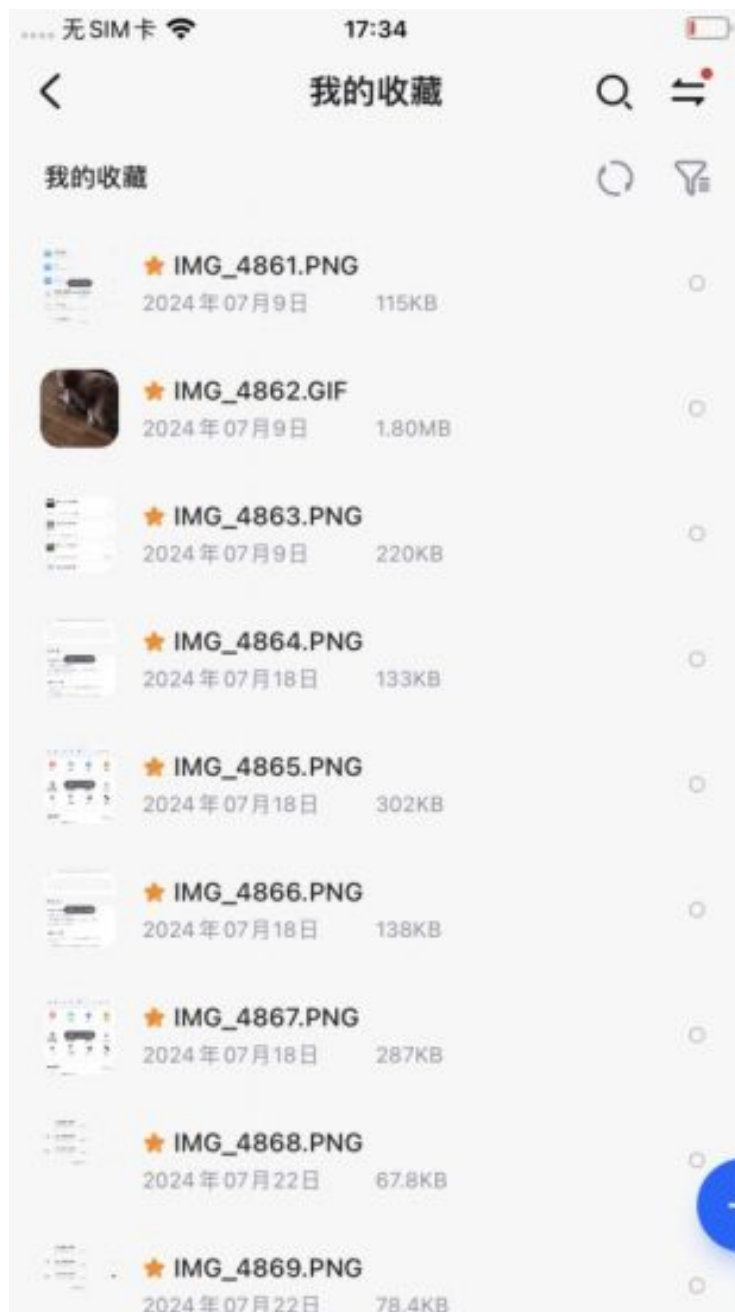 无SIM卡 17:34
我的收藏
我的收藏
IMG_4861.PNG
2024年07月9日 115KB
IMG_4862.GIF
2024年07月9日 1.80MB
IMG_4863.PNG
2024年07月9日 220KB
IMG_4864.PNG
2024年07月18日 133KB
IMG_4865.PNG
2024年07月18日 302KB
IMG_4866.PNG
2024年07月18日 138KB
IMG_4867.PNG
2024年07月18日 287KB
IMG_4868.PNG
2024年07月22日 67.8KB
IMG_4869.PNG
2024年07月22日 78.4KB